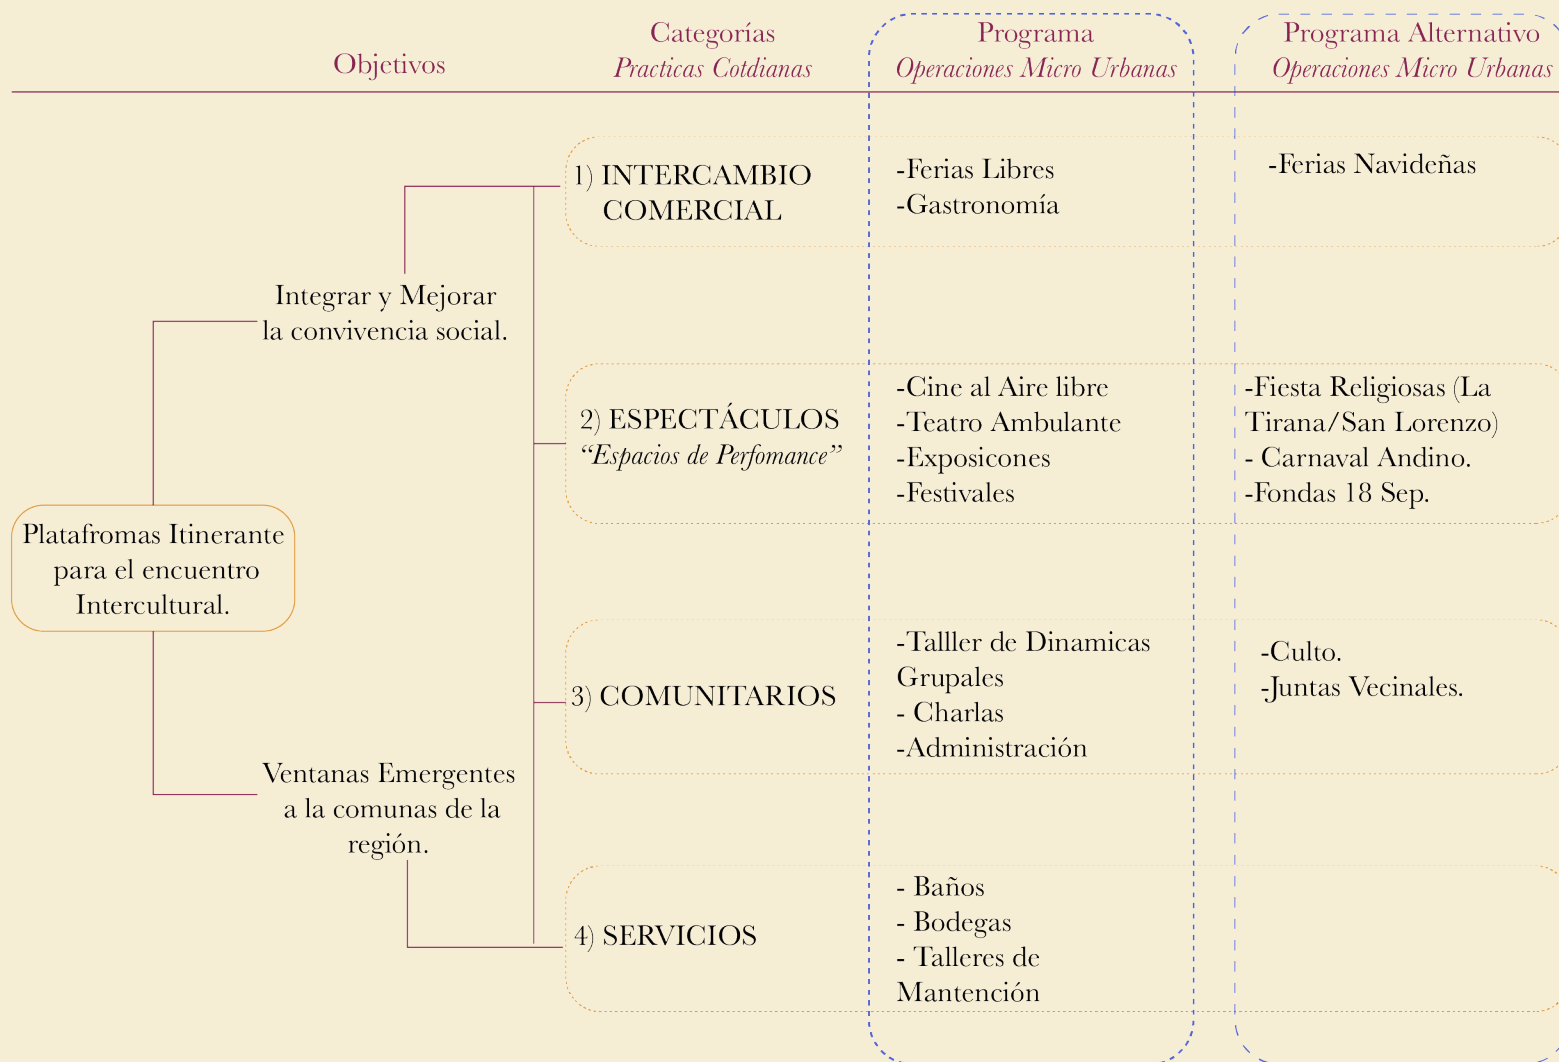 Objetivos
Categorías
Practicas Cotdianas
Programa
Operaciones Micro Urbanas
Programa Alternativo
Operaciones Micro Urbanas
Platafromas Itinerante
para el encuentro
Intercultural.
Integrar y Mejorar
la convivencia social.
Ventanas Emergentes
a la comunas de la
región.
1) INTERCAMBIO
COMERCIAL
-Ferias Libres
-Gastronomía
-Ferias Navideñas
2) ESPECTÁCULOS
“Espacios de Perfomance”
-Cine al Aire libre
-Teatro Ambulante
-Exposicones
-Festivales
-Fiesta Religiosas (La
Tirana/San Lorenzo)
- Carnaval Andino.
-Fondas 18 Sep.
3) COMUNITARIOS
-Talller de Dinamicas
Grupales
- Charlas
-Administración
-Culto.
-Juntas Vecinales.
4) SERVICIOS
- Baños
- Bodegas
- Talleres de
Mantención